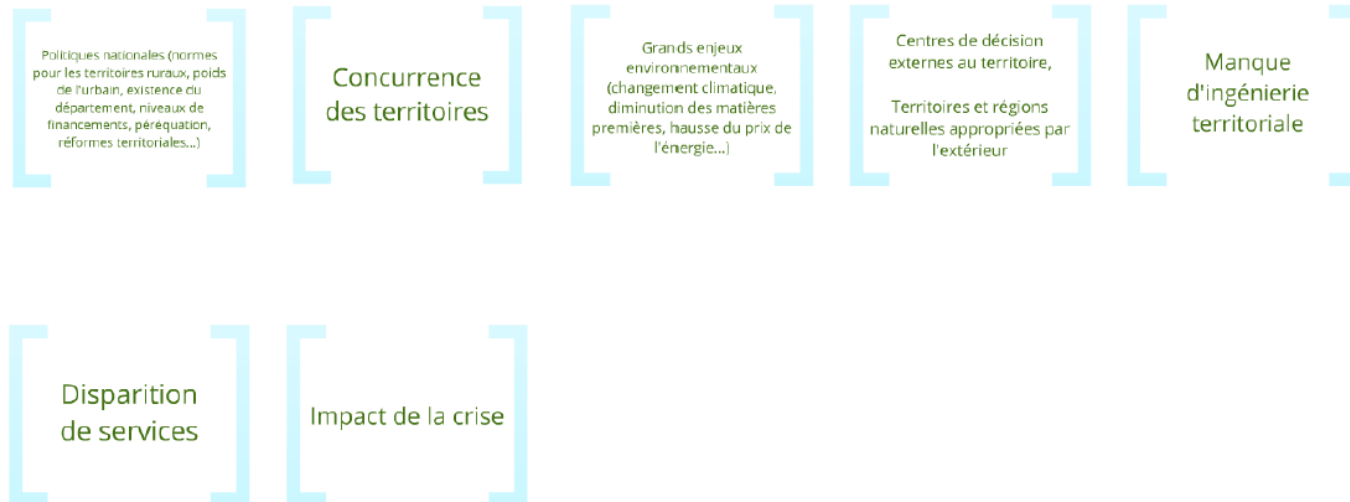 Politiques nationales (normes
pour les territoires ruraux, poids
de l'urbain, existence du
département, niveaux de
financements, péréquation,
réformes territoriales...)
Concurrence
des territoires
Grands enjeux
environnementaux
(changement climatique,
diminution des matières
premières, hausse du prix de
l'énergie...)
Centres de décision
externes au territoire,
Territoires et régions
naturelles appropriées par
l'extérieur
Manque
d'ingénierie
territoriale
Disparition
de services
Impact de la crise